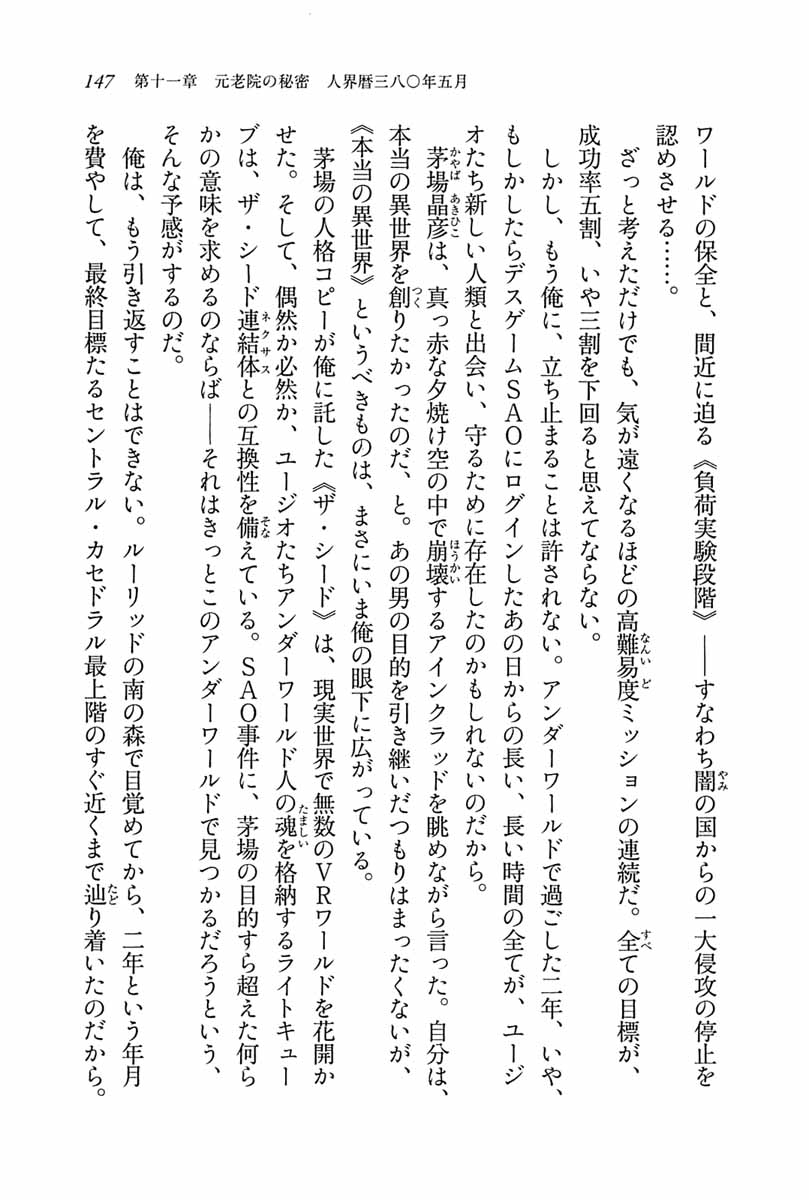 147　第十一章　元老院の秘密　人界暦三八〇年五月
ワールドの保全と、間近に迫る《負荷実験段階》――すなわち闇の国からの一大侵攻の停止を
認めさせる……。
　ざっと考えただけでも、気が遠くなるほどの高難易度ミッションの連続だ。全ての目標が、
成功率五割、いや三割を下回ると思えてならない。
　しかし、もう俺に、立ち止まることは許されない。アンダーワールドで過ごした二年、いや、
もしかしたらデスゲームＳＡＯにログインしたあの日からの長い、長い時間の全てが、ユージ
オたち新しい人類と出会い、守るために存在したのかもしれないのだから。
　茅場晶彦は、真っ赤な夕焼け空の中で崩壊するアインクラッドを眺めながら言った。自分は、
本当の異世界を創りたかったのだ、と。あの男の目的を引き継いだつもりはまったくないが、
《本当の異世界》というべきものは、まさにいま俺の眼下に広がっている。
　茅場の人格コピーが俺に託した《ザ・シード》は、現実世界で無数のＶＲワールドを花開か
せた。そして、偶然か必然か、ユージオたちアンダーワールド人の魂を格納するライトキュー
ブは、ザ・シード連結体との互換性を備えている。ＳＡＯ事件に、茅場の目的すら超えた何ら
かの意味を求めるのならば――それはきっとこのアンダーワールドで見つかるだろうという、
そんな予感がするのだ。
　俺は、もう引き返すことはできない。ルーリッドの南の森で目覚めてから、二年という年月
を費やして、最終目標たるセントラル・カセドラル最上階のすぐ近くまで辿り着いたのだから。